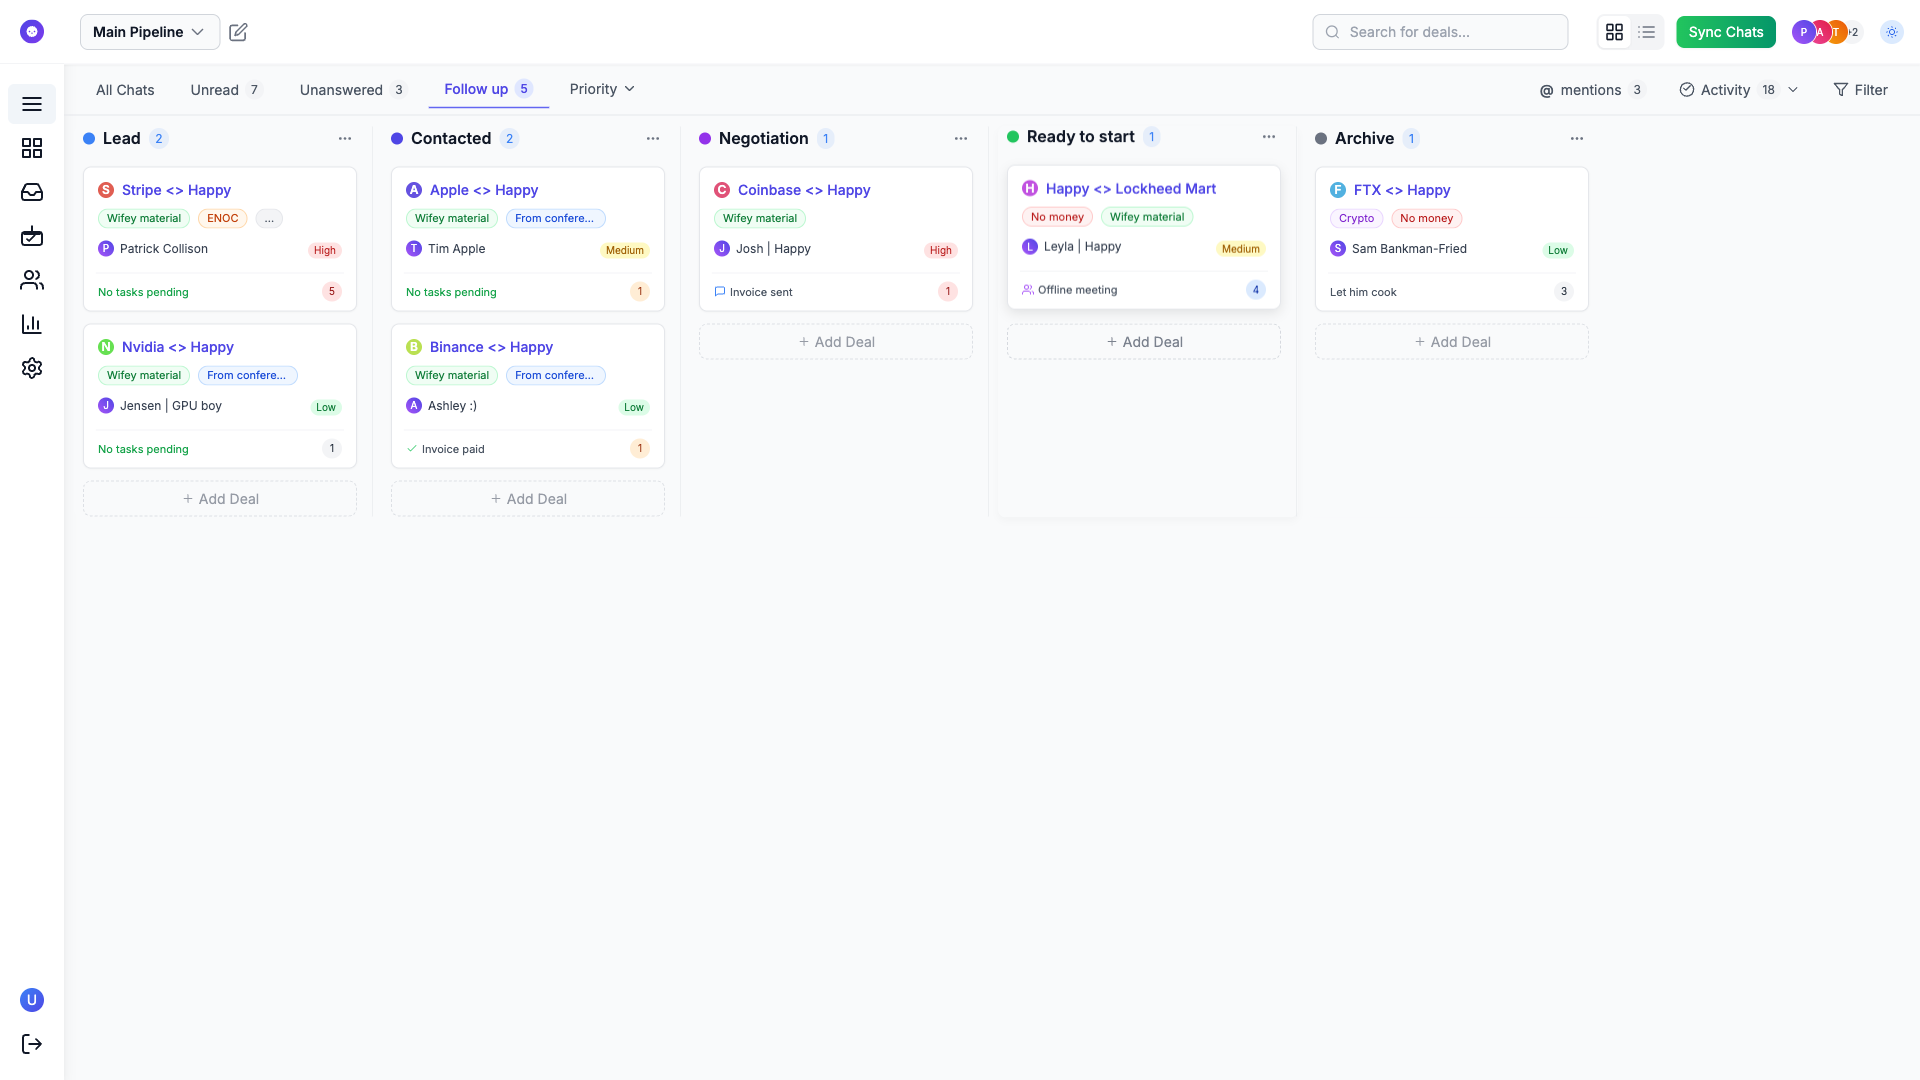 Main Pipeline
Search for deals...
Sync Chats
P A T +2
All Chats
Unread 7
Unanswered 3
Follow up 5
Priority
@ mentions 3
Activity 18
Filter
Lead 2
S Stripe <> Happy
Wifey material ENOC ...
P Patrick Collison High
No tasks pending 5
N Nvidia <> Happy
Wifey material From confere...
J Jensen | GPU boy Low
No tasks pending 1
+ Add Deal
Contacted 2
A Apple <> Happy
Wifey material From confere...
T Tim Apple Medium
No tasks pending 1
B Binance <> Happy
Wifey material From confere...
A Ashley :) Low
Invoice paid 1
+ Add Deal
Negotiation 1
C Coinbase <> Happy
Wifey material
J Josh | Happy High
Invoice sent 1
+ Add Deal
Ready to start 1
H Happy <> Lockheed Mart
No money Wifey material
L Leyla | Happy Medium
Offline meeting 4
+ Add Deal
Archive 1
F FTX <> Happy
Crypto No money
S Sam Bankman-Fried Low
Let him cook 3
+ Add Deal
U